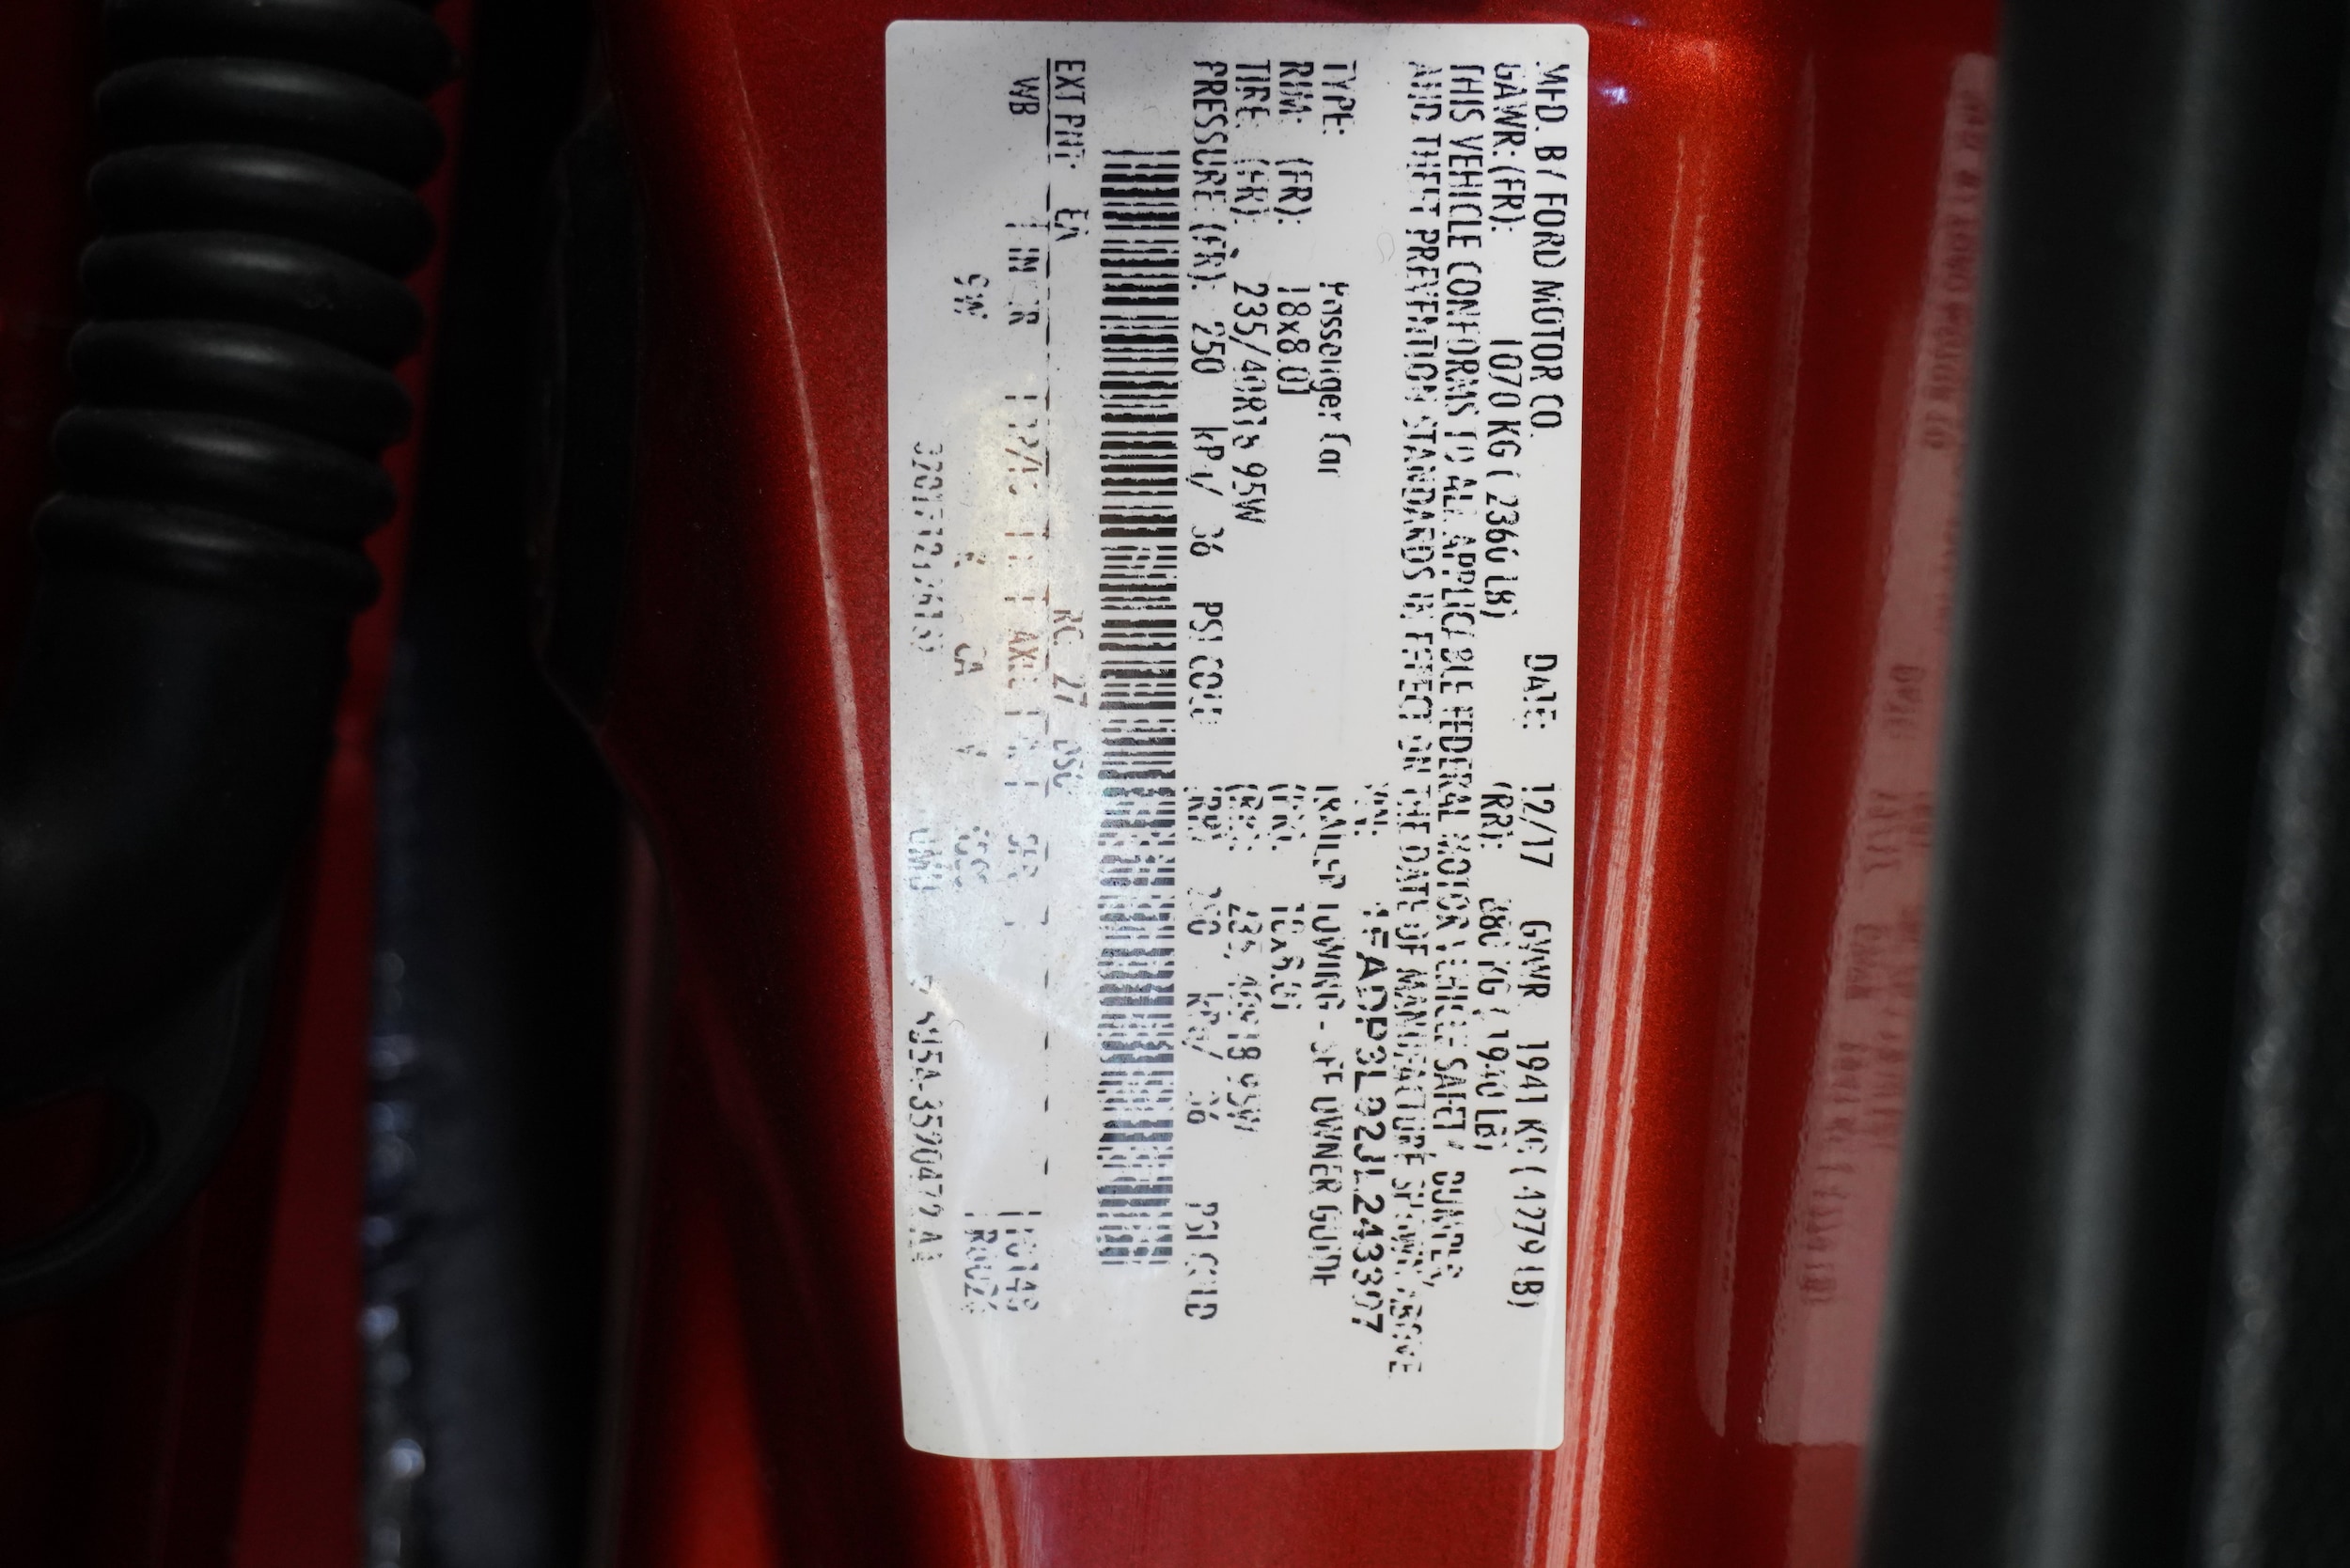 MFD. BY FORD MOTOR CO. DATE: 12/17 GVWR 1941 KG ( 4279 LB)
GAWR: (FR): 1070 KG ( 2360 LB) (RR): 880 KG ( 1940 LB)
THIS VEHICLE CONFORMS TO ALL APPLICABLE FEDERAL MOTOR VEHICLE SAFETY / BUMPER
AND THEFT PREVENTION STANDARDS IN EFFECT ON THE DATE OF MANUFACTURE SHOWN ABOVE
VIN: 1FADP3L92JL243307
TYPE: Passenger Car TRAILER TOWING - SEE OWNER GUIDE
RIM: (FR): 18x8.0J (RR): 18x8.0J
TIRE: (FR): 235/40R18 95W (RR): 235/40R18 95W
PRESSURE (FR): 250 kPa/ 36 PSI COLD (RR) 250 kPa/ 36 PSI COLD
EXT PNT: EA RC: 27 DSO
WB